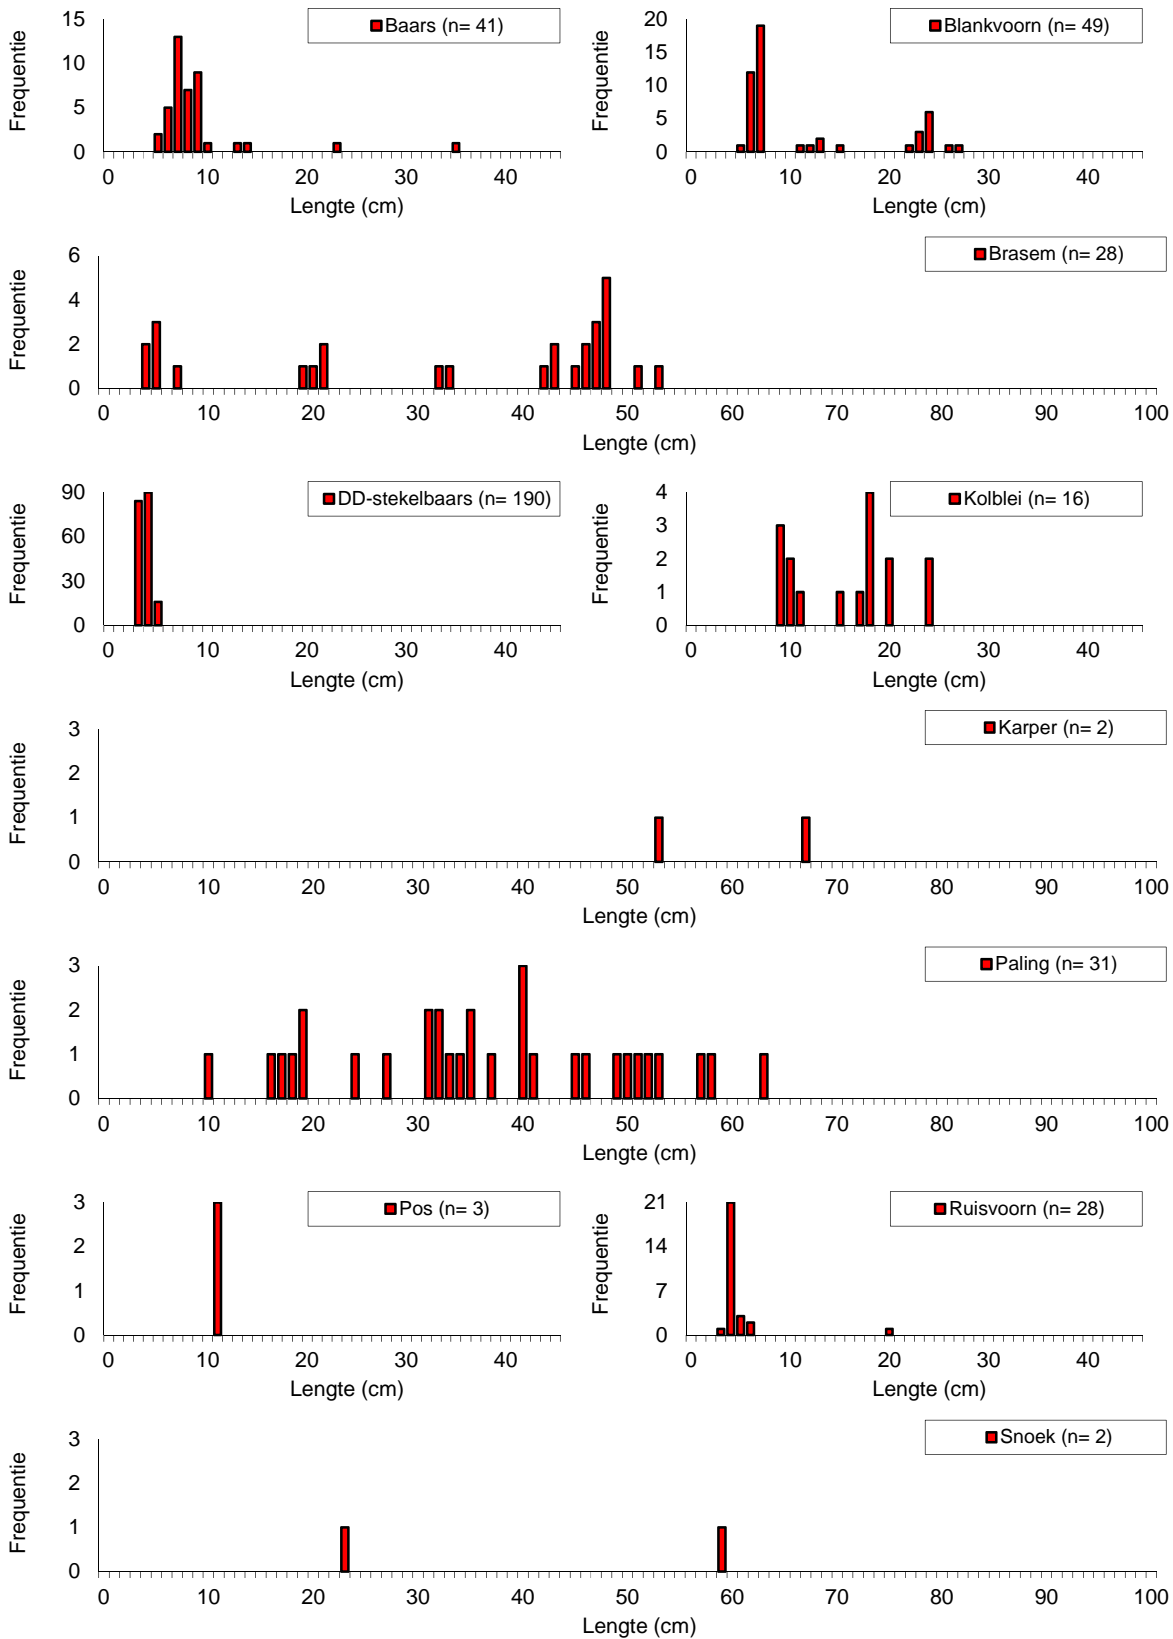 Baars (n= 41)
Frequentie
15
10
5
0
0 10 20 30 40
Lengte (cm)
Blankvoorn (n= 49)
Frequentie
20
15
10
5
0
0 10 20 30 40
Lengte (cm)
Brasem (n= 28)
Frequentie
6
4
2
0
0 10 20 30 40 50 60 70 80 90 100
Lengte (cm)
DD-stekelbaars (n= 190)
Frequentie
90
60
30
0
0 10 20 30 40
Lengte (cm)
Kolblei (n= 16)
Frequentie
4
3
2
1
0
0 10 20 30 40
Lengte (cm)
Karper (n= 2)
Frequentie
3
2
1
0
0 10 20 30 40 50 60 70 80 90 100
Lengte (cm)
Paling (n= 31)
Frequentie
3
2
1
0
0 10 20 30 40 50 60 70 80 90 100
Lengte (cm)
Pos (n= 3)
Frequentie
3
2
1
0
0 10 20 30 40
Lengte (cm)
Ruisvoorn (n= 28)
Frequentie
21
14
7
0
0 10 20 30 40
Lengte (cm)
Snoek (n= 2)
Frequentie
3
2
1
0
0 10 20 30 40 50 60 70 80 90 100
Lengte (cm)